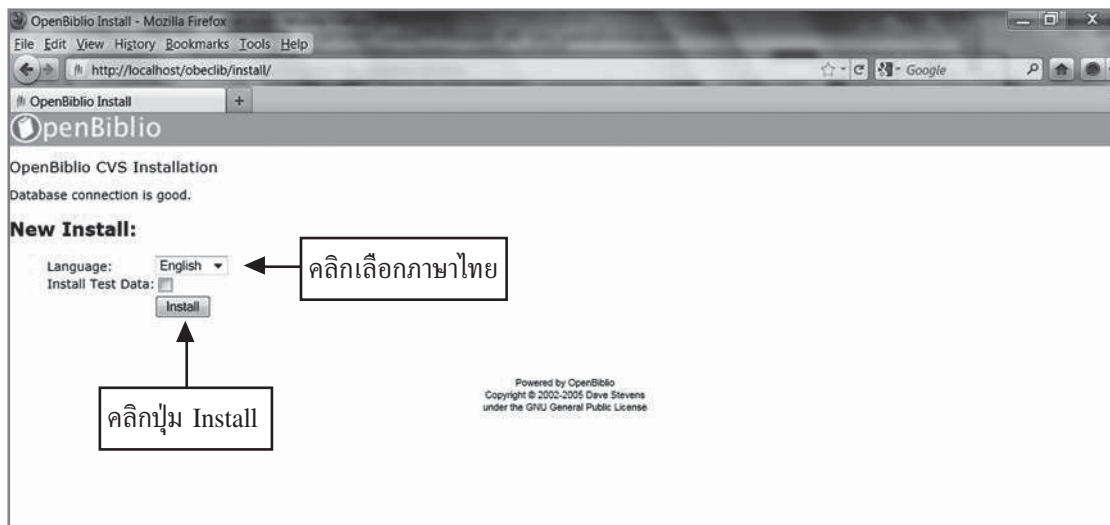 OpenBiblio Install - Mozilla Firefox
File Edit View History Bookmarks Tools Help
http://localhost/obeclib/install/
Google
OpenBiblio Install
OpenBiblio
OpenBiblio CVS Installation
Database connection is good.
New Install:
Language: English
คลิกเลือกภาษาไทย
Install Test Data:
Install
คลิกปุ่ม Install
Powered by OpenBiblio
Copyright © 2002-2005 Dave Stevens
under the GNU General Public License